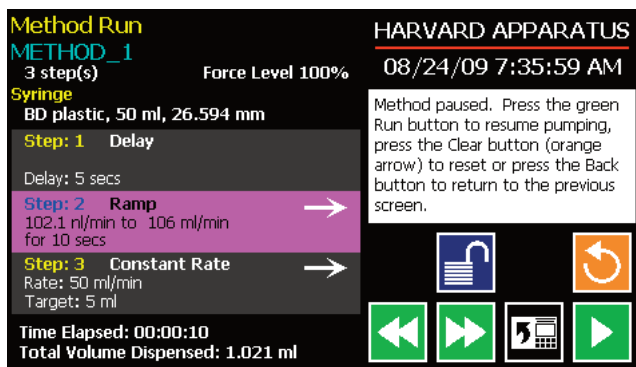 Method Run
METHOD_1
3 step(s) Force Level 100%
Syringe
BD plastic, 50 ml, 26.594 mm
Step: 1 Delay
Delay: 5 secs
Step: 2 Ramp
102.1 nl/min to 106 ml/min
for 10 secs
Step: 3 Constant Rate
Rate: 50 ml/min
Target: 5 ml
Time Elapsed: 00:00:10
Total Volume Dispensed: 1.021 ml
HARVARD APPARATUS
08/24/09 7:35:59 AM
Method paused. Press the green
Run button to resume pumping,
press the Clear button (orange
arrow) to reset or press the Back
button to return to the previous
screen.